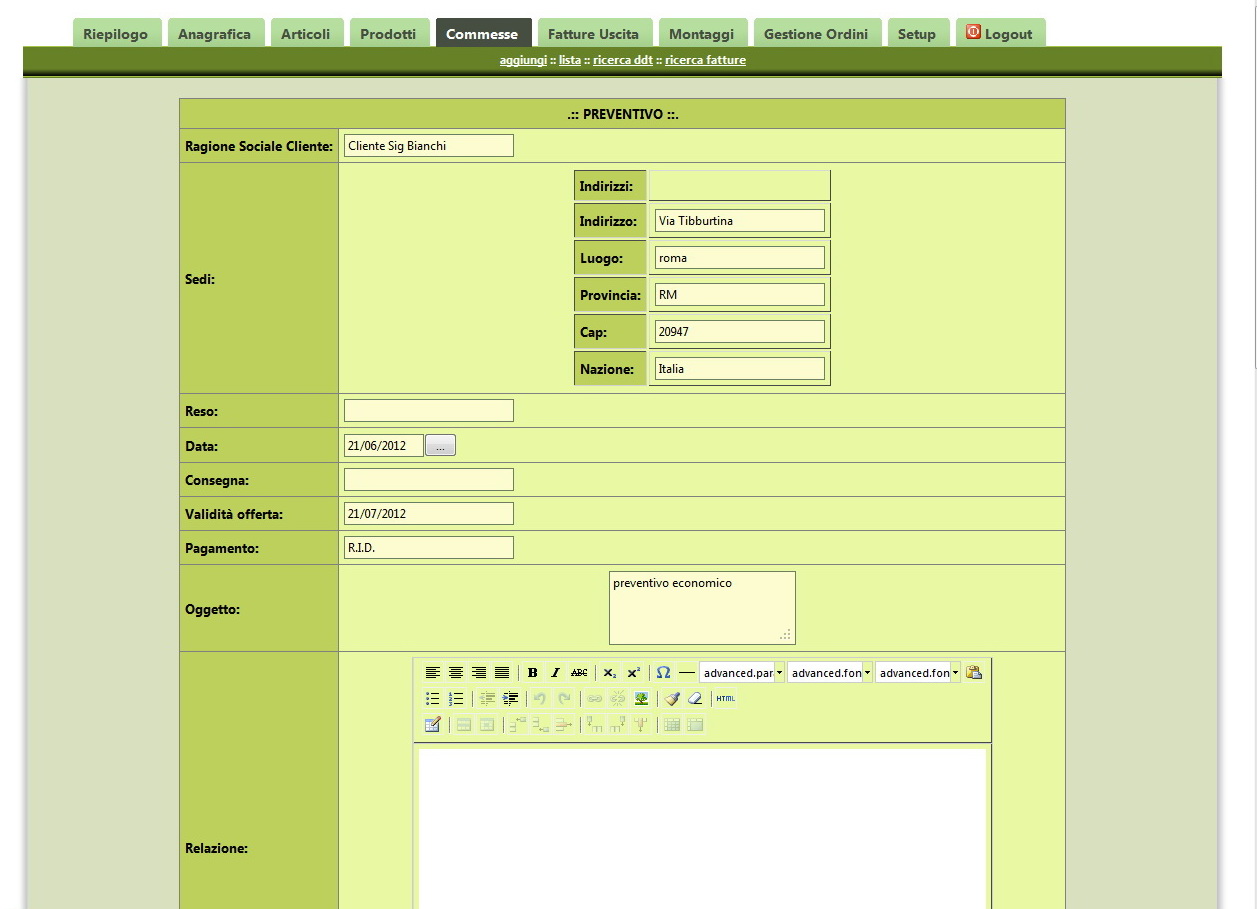 Riepilogo Anagrafica Articoli Prodotti Commesse Fatture Uscita Montaggi Gestione Ordini Setup Logout
aggiungi :: lista :: ricerca ddt :: ricerca fatture
.:: PREVENTIVO ::.
Ragione Sociale Cliente: Cliente Sig Bianchi
Sedi:
Indirizzi:
Indirizzo: Via Tibburtina
Luogo: roma
Provincia: RM
Cap: 20947
Nazione: Italia
Reso:
Data: 21/06/2012 ...
Consegna:
Validità offerta: 21/07/2012
Pagamento: R.I.D.
Oggetto: preventivo economico
B I ABC x₂ x² Ω — advanced.par advanced.fon advanced.fon
HTML
Relazione: